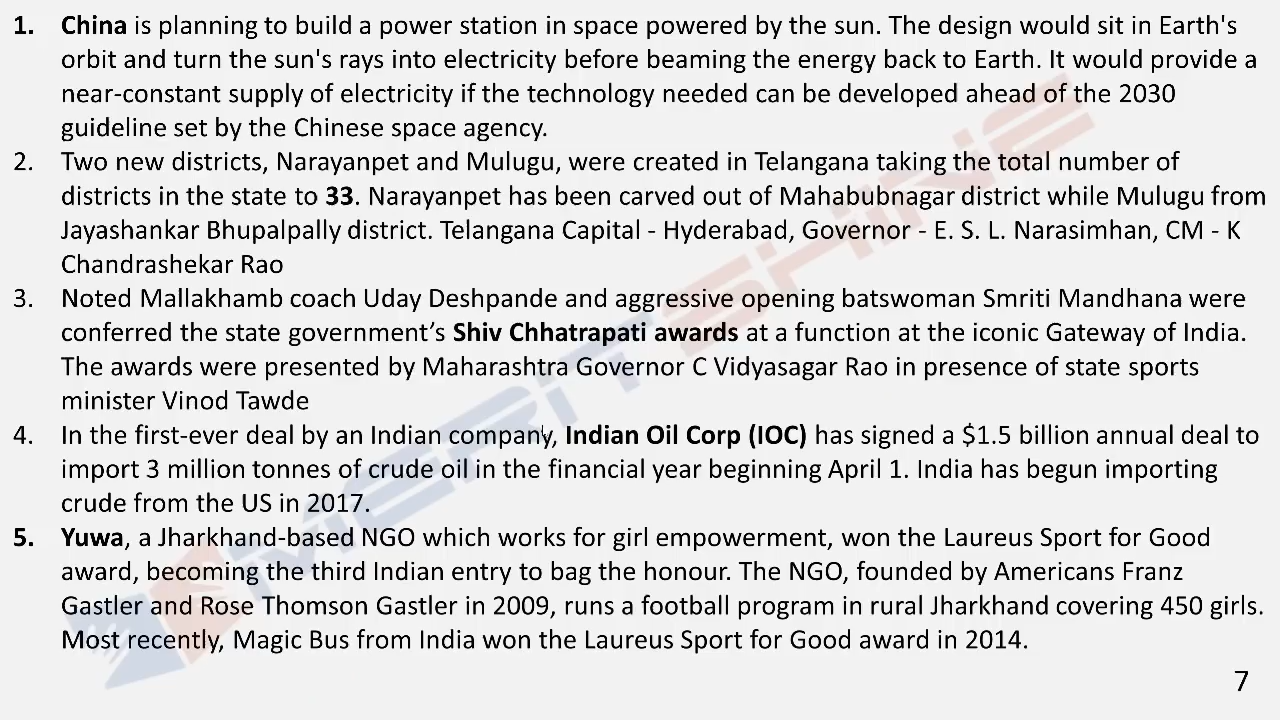 1. China is planning to build a power station in space powered by the sun. The design would sit in Earth's
orbit and turn the sun's rays into electricity before beaming the energy back to Earth. It would provide a
near-constant supply of electricity if the technology needed can be developed ahead of the 2030
guideline set by the Chinese space agency.
2. Two new districts, Narayanpet and Mulugu, were created in Telangana taking the total number of
districts in the state to 33. Narayanpet has been carved out of Mahabubnagar district while Mulugu from
Jayashankar Bhupalpally district. Telangana Capital - Hyderabad, Governor - E. S. L. Narasimhan, CM - K
Chandrashekar Rao
3. Noted Mallakhamb coach Uday Deshpande and aggressive opening batswoman Smriti Mandhana were
conferred the state government’s Shiv Chhatrapati awards at a function at the iconic Gateway of India.
The awards were presented by Maharashtra Governor C Vidyasagar Rao in presence of state sports
minister Vinod Tawde
4. In the first-ever deal by an Indian company, Indian Oil Corp (IOC) has signed a $1.5 billion annual deal to
import 3 million tonnes of crude oil in the financial year beginning April 1. India has begun importing
crude from the US in 2017.
5. Yuwa, a Jharkhand-based NGO which works for girl empowerment, won the Laureus Sport for Good
award, becoming the third Indian entry to bag the honour. The NGO, founded by Americans Franz
Gastler and Rose Thomson Gastler in 2009, runs a football program in rural Jharkhand covering 450 girls.
Most recently, Magic Bus from India won the Laureus Sport for Good award in 2014.
MERIT SHINE
7